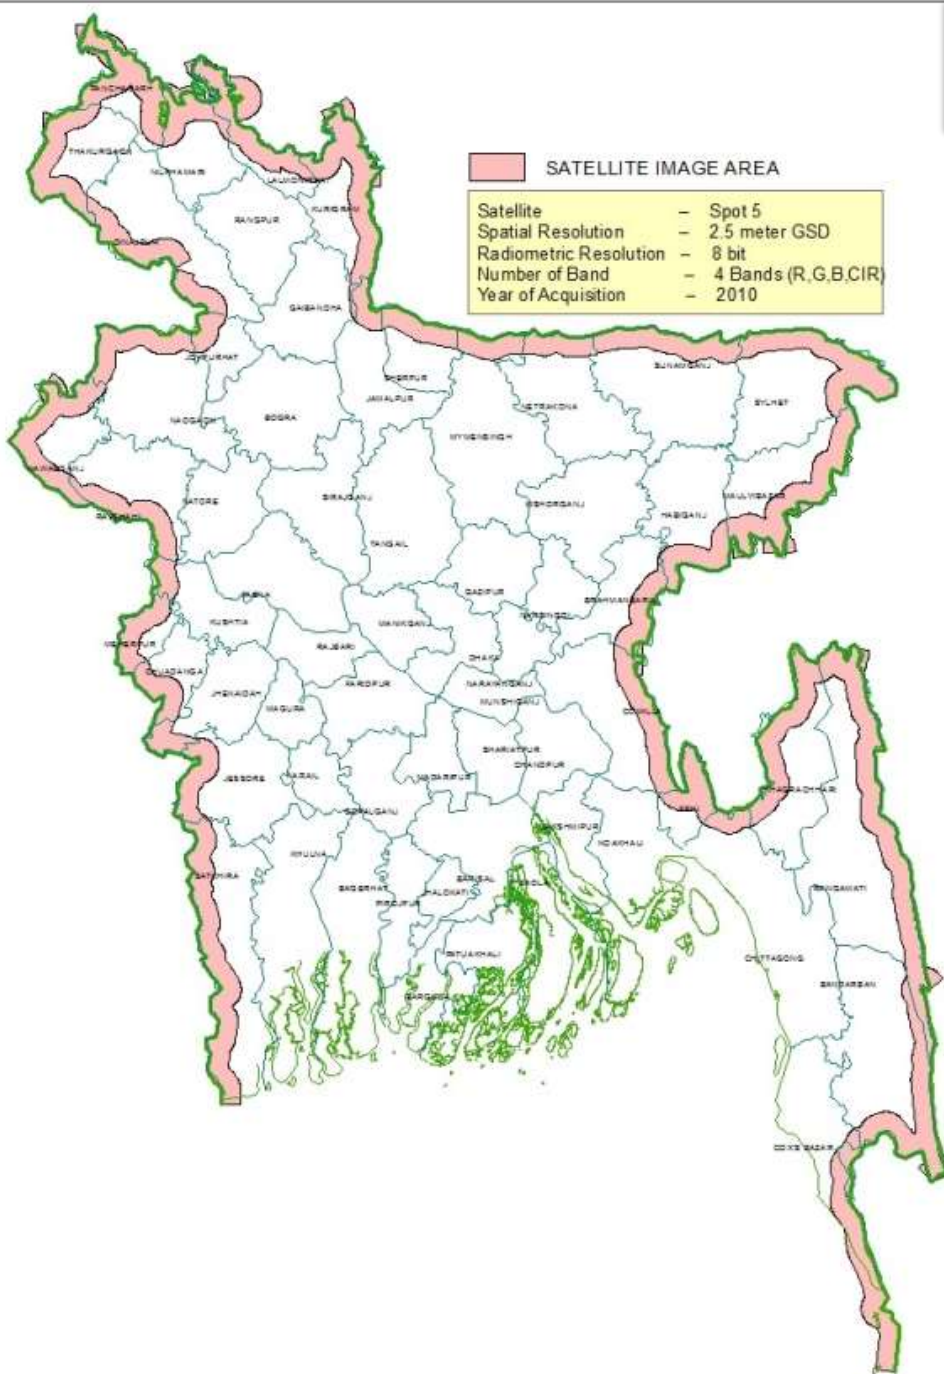 PANCHAGARH
SATELLITE IMAGE AREA
THAKURGAON
NILPHAMARI
LALMONIRHAT
KURIGRAM
RANGPUR
Satellite – Spot 5
Spatial Resolution – 2.5 meter GSD
Radiometric Resolution – 8 bit
Number of Band – 4 Bands (R,G,B,CIR)
Year of Acquisition – 2010
DINAJPUR
GAIBANDHA
JOYPURHAT
SHERPUR
SUNAMGANJ
JAMALPUR
NETRAKONA
SYLHET
NAOGAON
BOGRA
MYMENSINGH
NAWABGANJ
NATORE
SIRAJGANJ
KISHORGANJ
MAULVIBAZAR
HABIGANJ
RAJSHAHI
TANGAIL
GAZIPUR
PABNA
BRAHMANBARIA
KUSHTIA
MANIKGANJ
NARSINGDI
MEHERPUR
RAJBARI
DHAKA
CHUADANGA
JHENAIDAH
FARIDPUR
NARAYANGANJ
MAGURA
MUNSHIGANJ
COMILLA
SHARIATPUR
JESSORE
NARAIL
MADARIPUR
CHANDPUR
KHAGRACHHARI
GOPALGANJ
FENI
LAKSHMIPUR
NOAKHALI
KHULNA
SATKHIRA
BAGERHAT
BARISAL
BHOLA
RANGAMATI
PIROJPUR
JHALOKATI
PATUAKHALI
CHITTAGONG
BARGUNA
BANDARBAN
COX'S BAZAR